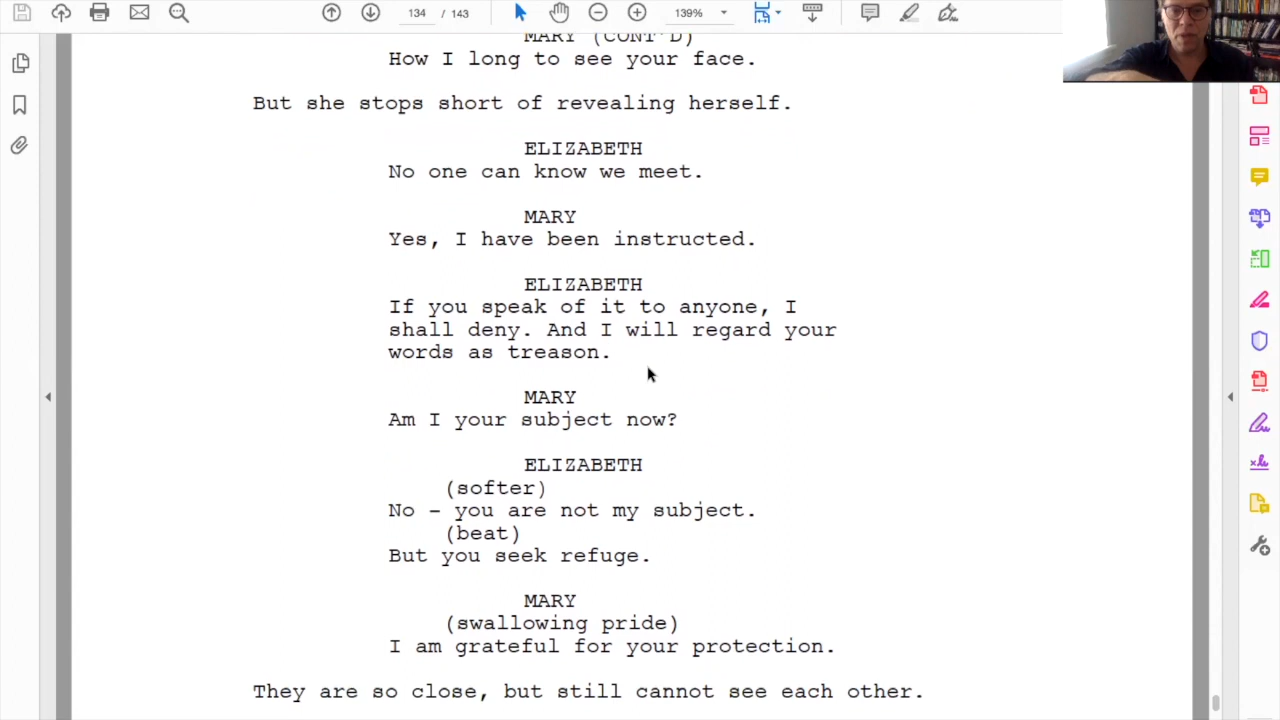 134 / 143
139%
MARY (CONT'D)
How I long to see your face.
But she stops short of revealing herself.
ELIZABETH
No one can know we meet.
MARY
Yes, I have been instructed.
ELIZABETH
If you speak of it to anyone, I
shall deny. And I will regard your
words as treason.
MARY
Am I your subject now?
ELIZABETH
(softer)
No – you are not my subject.
(beat)
But you seek refuge.
MARY
(swallowing pride)
I am grateful for your protection.
They are so close, but still cannot see each other.